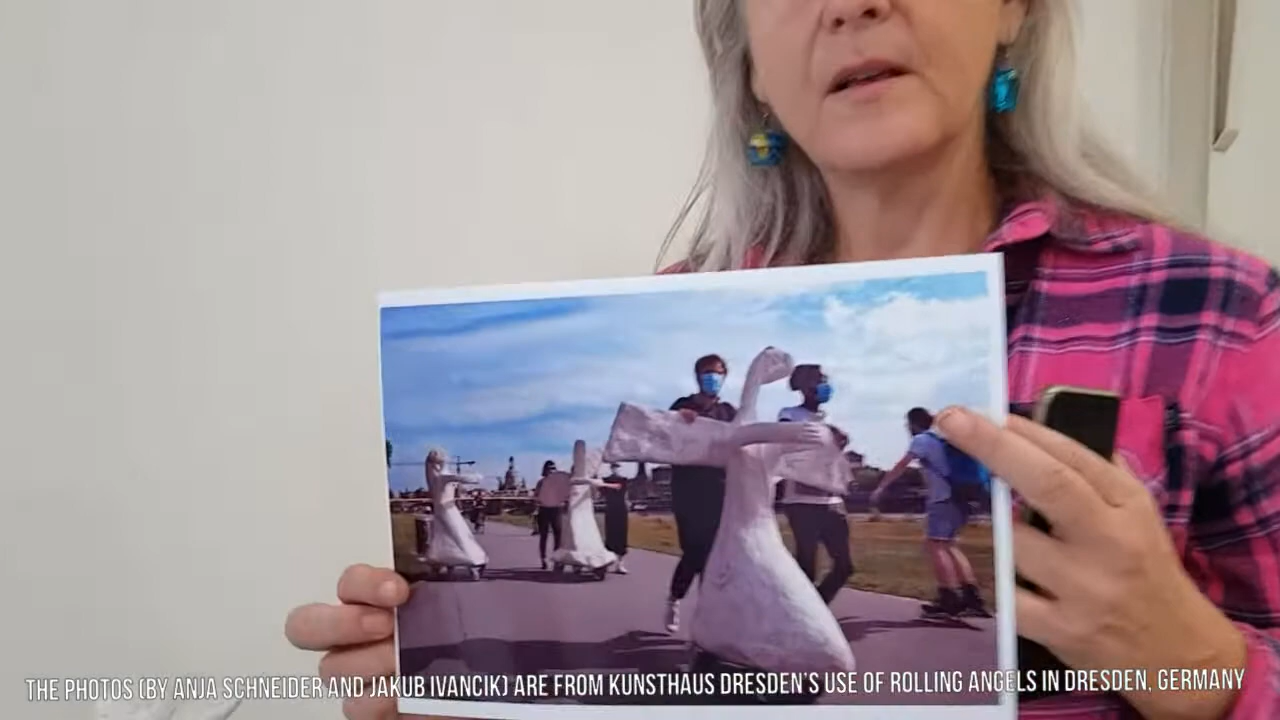 THE PHOTOS (BY ANJA SCHNEIDER AND JAKUB IVANCIK) ARE FROM KUNSTHAUS DRESDEN'S USE OF ROLLING ANGELS IN DRESDEN, GERMANY